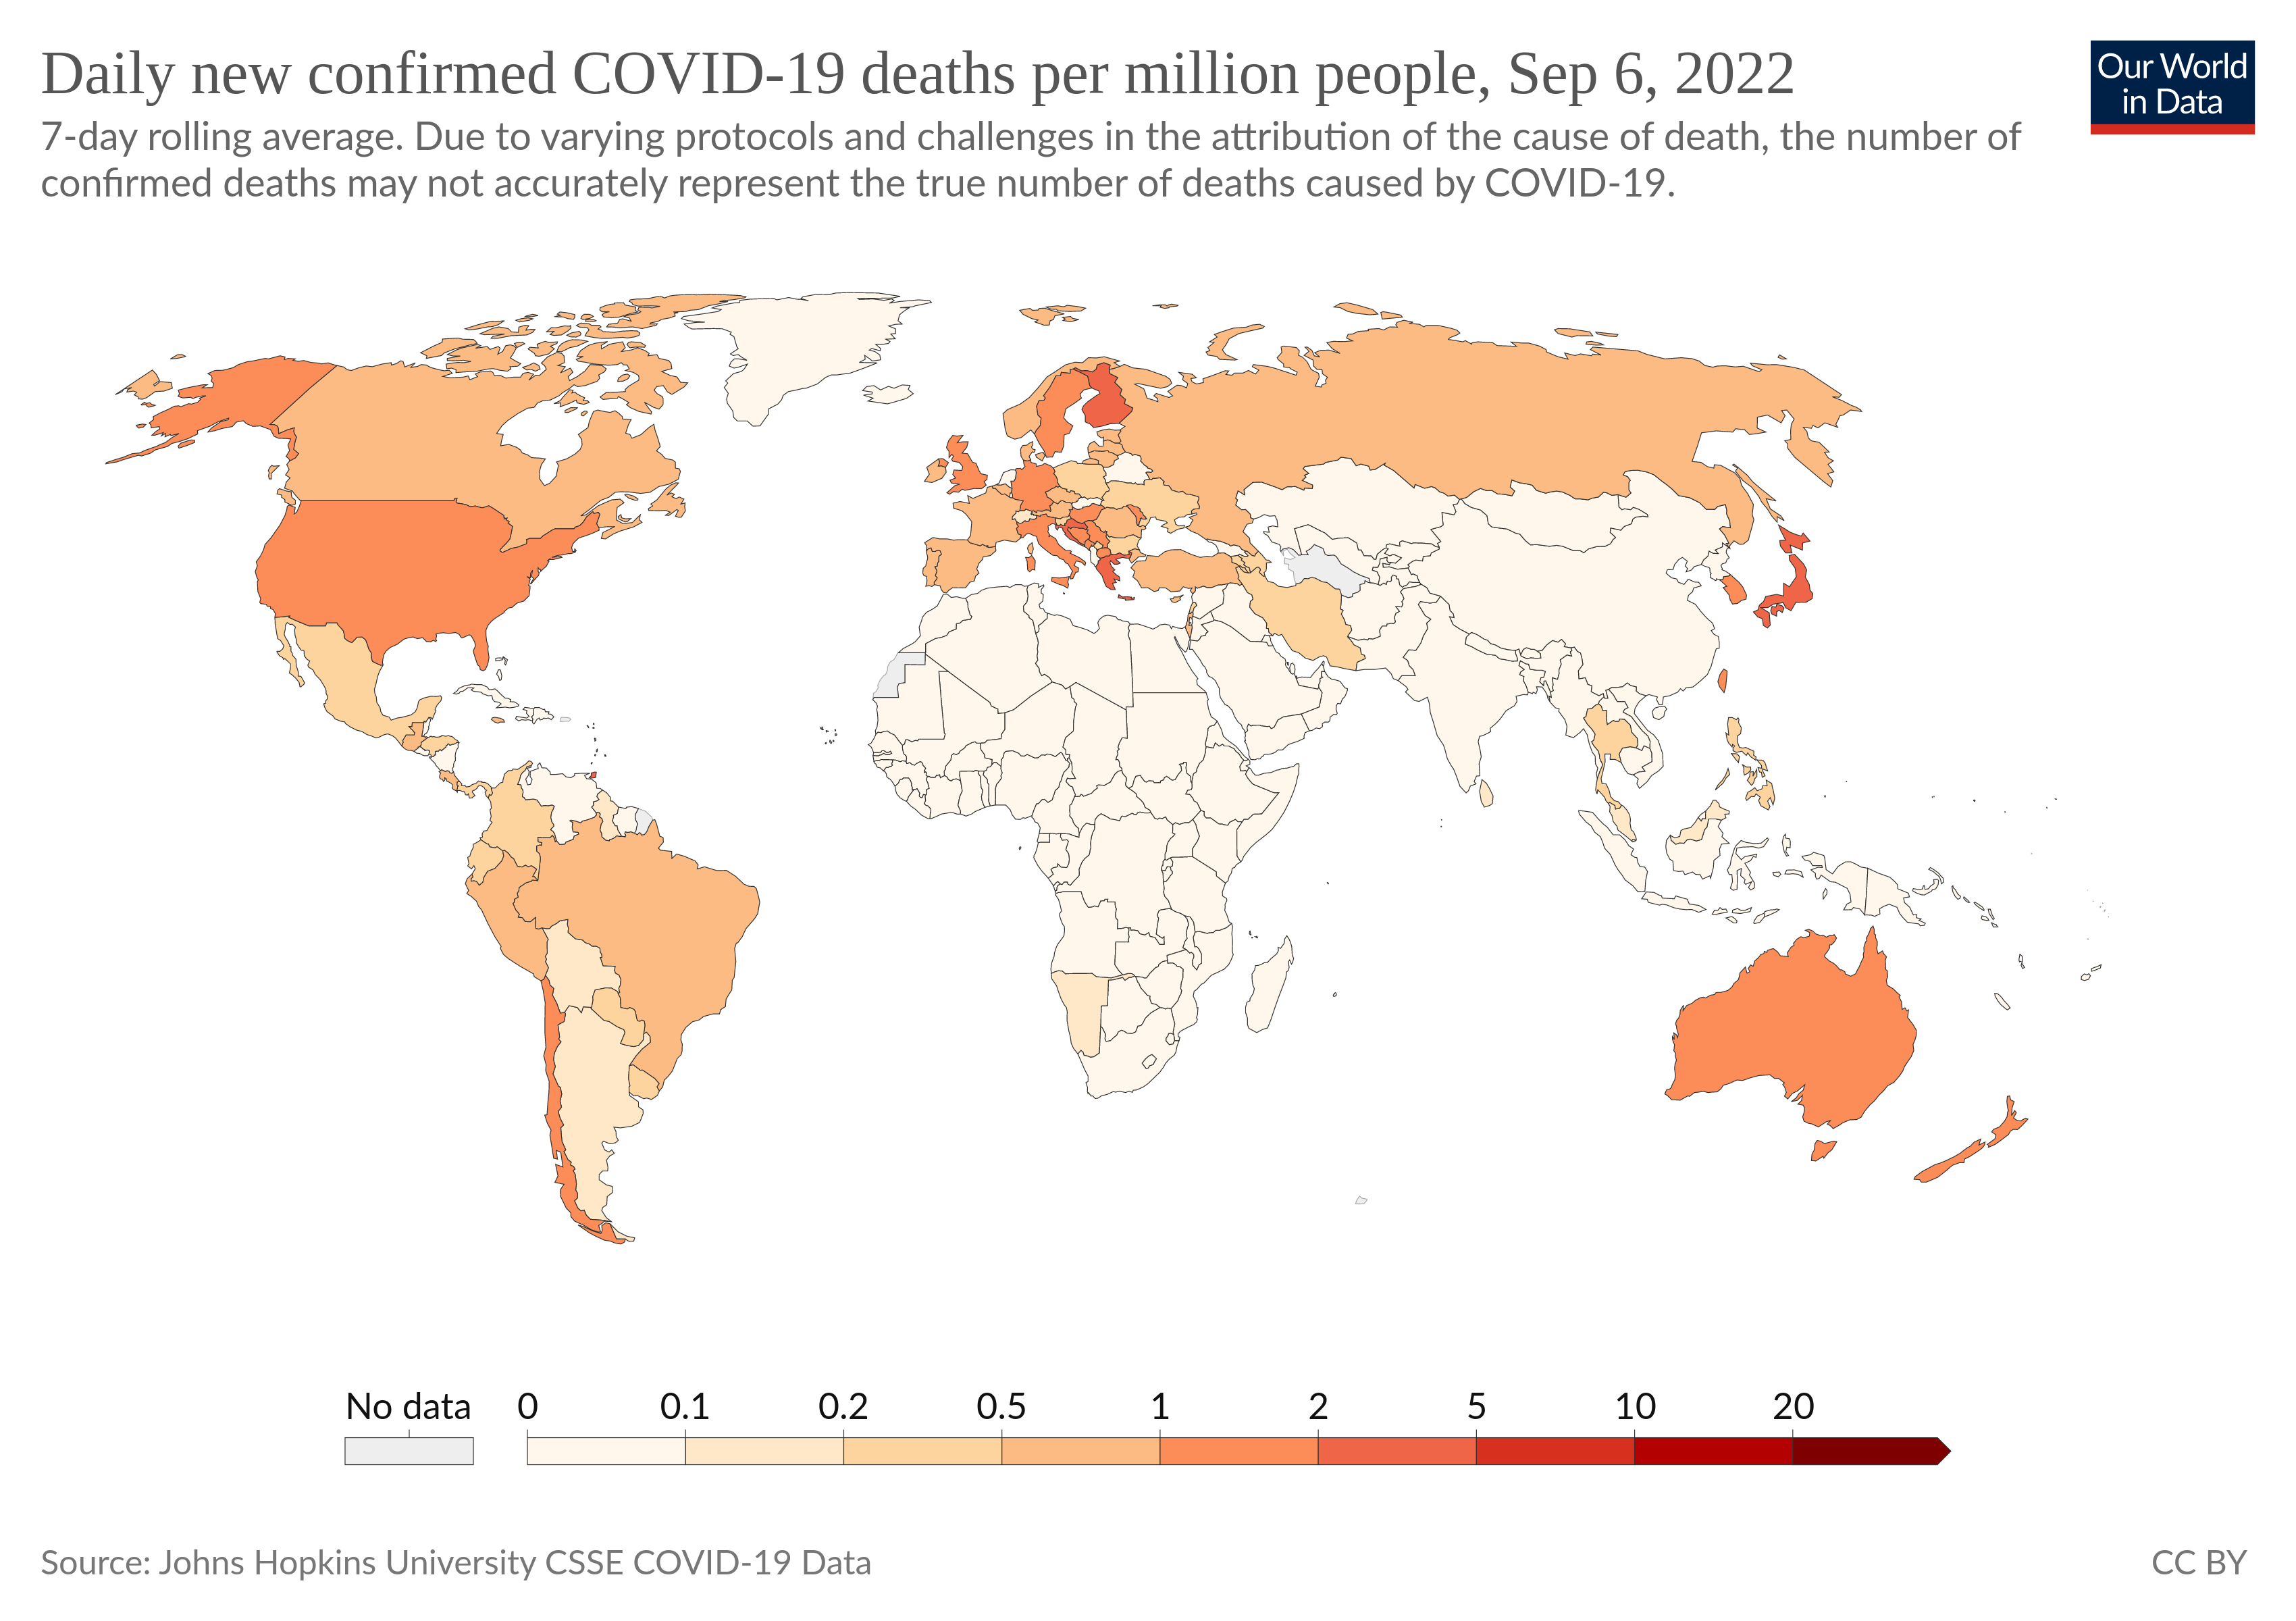 Daily new confirmed COVID-19 deaths per million people, Sep 6, 2022
Our World
in Data
7-day rolling average. Due to varying protocols and challenges in the attribution of the cause of death, the number of
confirmed deaths may not accurately represent the true number of deaths caused by COVID-19.
No data 0 0.1 0.2 0.5 1 2 5 10 20
Source: Johns Hopkins University CSSE COVID-19 Data
CC BY